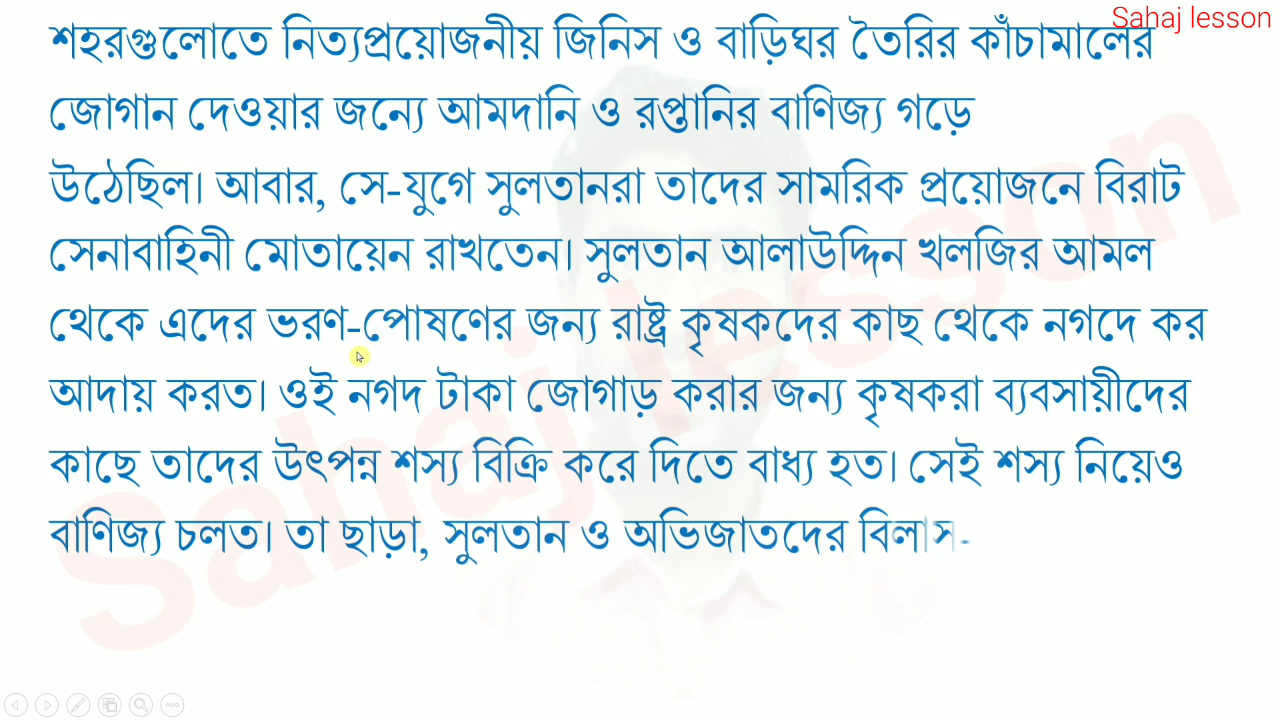 Sahaj lesson
শহরগুলোতে নিত্যপ্রয়োজনীয় জিনিস ও বাড়িঘর তৈরির কাঁচামালের
জোগান দেওয়ার জন্যে আমদানি ও রপ্তানির বাণিজ্য গড়ে
উঠেছিল। আবার, সে-যুগে সুলতানরা তাদের সামরিক প্রয়োজনে বিরাট
সেনাবাহিনী মোতায়েন রাখতেন। সুলতান আলাউদ্দিন খলজির আমল
থেকে এদের ভরণ-পোষণের জন্য রাষ্ট্র কৃষকদের কাছ থেকে নগদে কর
আদায় করত। ওই নগদ টাকা জোগাড় করার জন্য কৃষকরা ব্যবসায়ীদের
কাছে তাদের উৎপন্ন শস্য বিক্রি করে দিতে বাধ্য হত। সেই শস্য নিয়েও
বাণিজ্য চলত। তা ছাড়া, সুলতান ও অভিজাতদের বিলাস-
Sahaj lesson